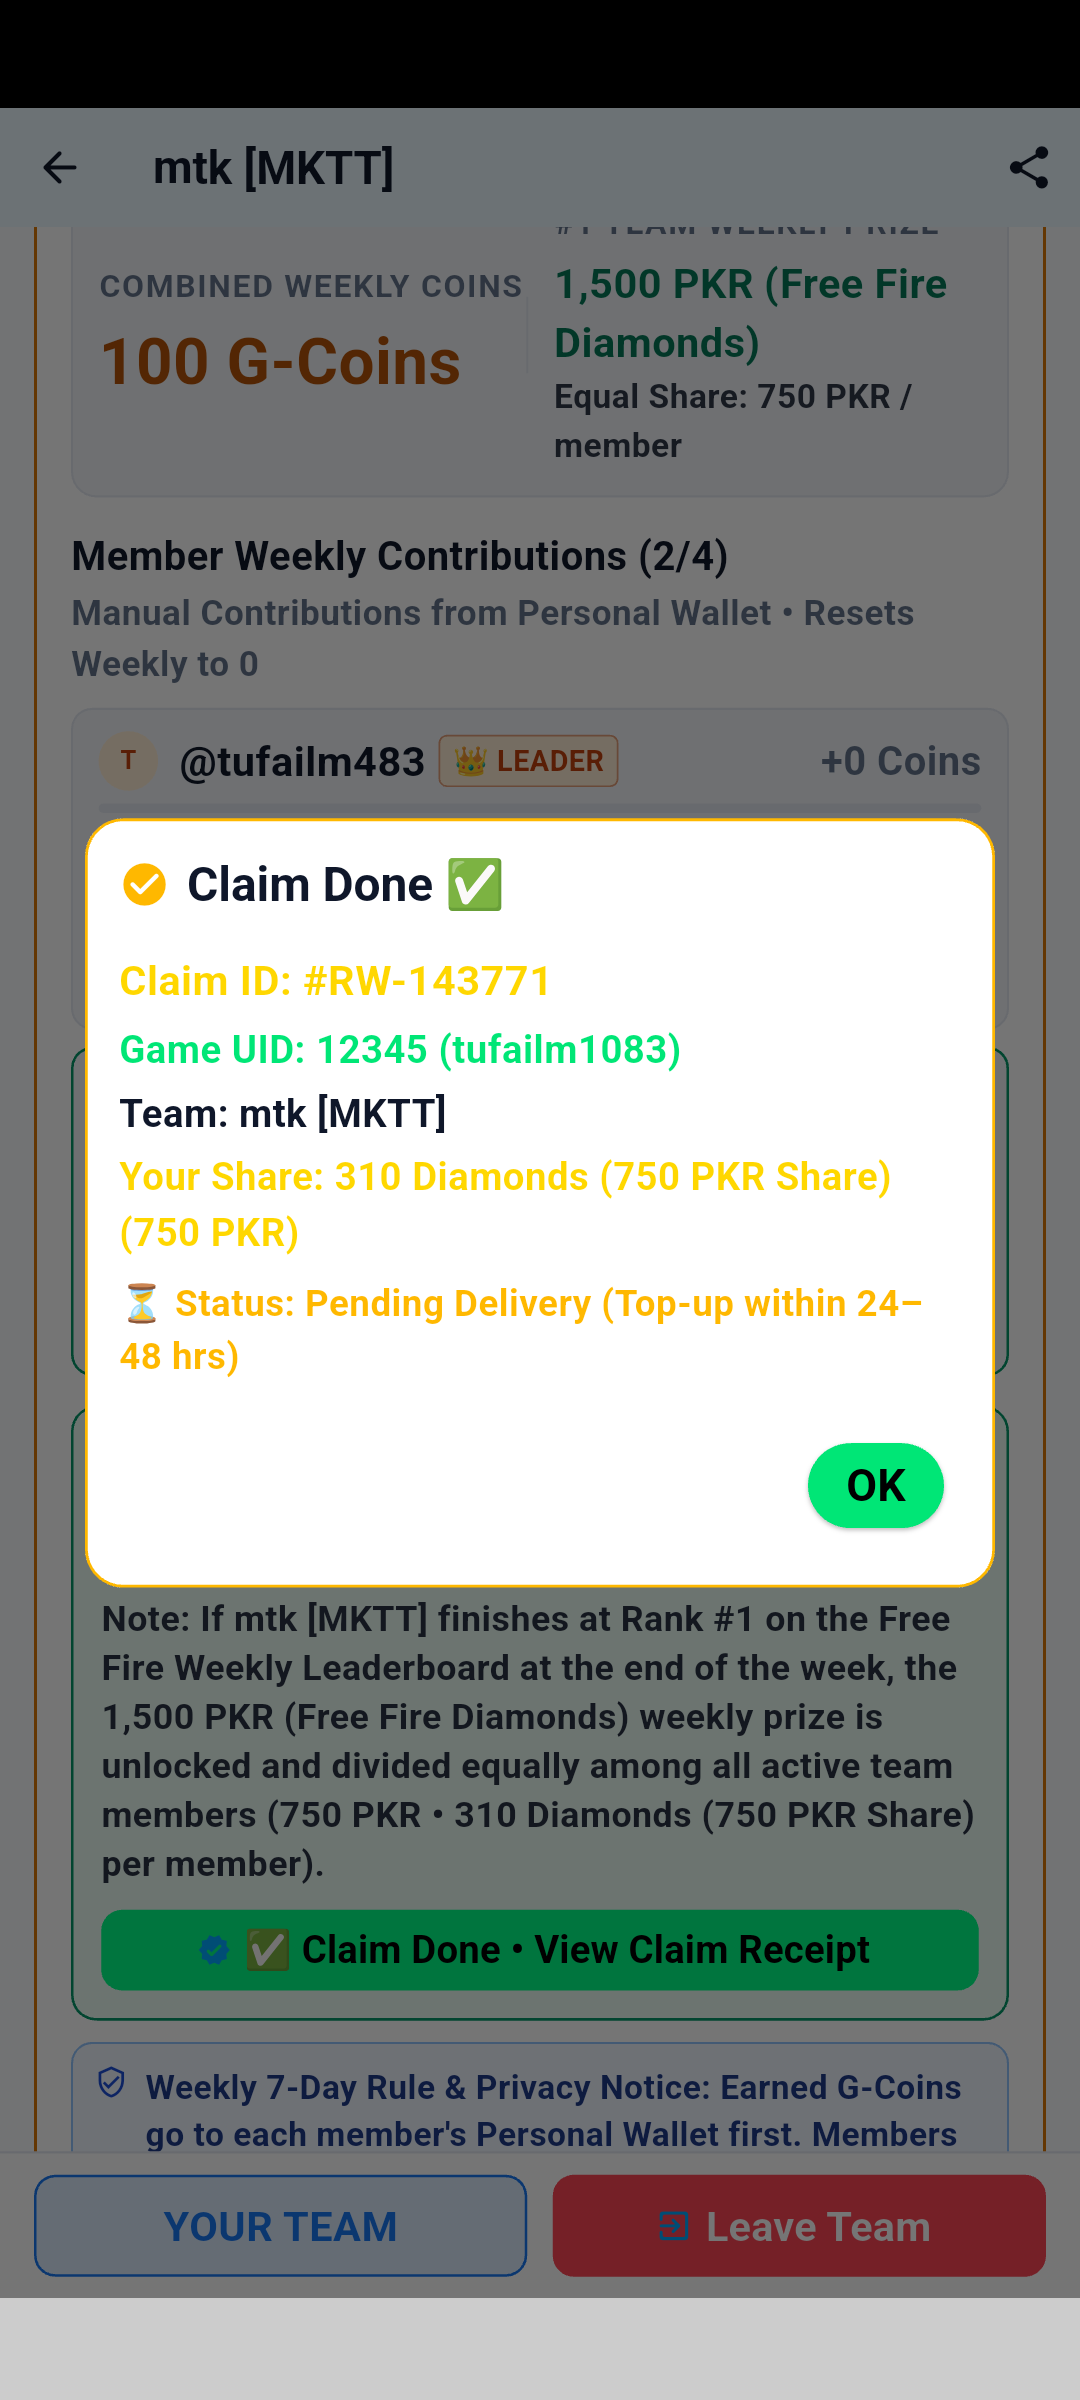 mtk [MKTT]
#1 TEAM WEEKLY PRIZE
COMBINED WEEKLY COINS
100 G-Coins
1,500 PKR (Free Fire
Diamonds)
Equal Share: 750 PKR /
member
Member Weekly Contributions (2/4)
Manual Contributions from Personal Wallet • Resets
Weekly to 0
T @tufailm483 👑 LEADER +0 Coins
Claim Done ✅
Claim ID: #RW-143771
Game UID: 12345 (tufailm1083)
Team: mtk [MKTT]
Your Share: 310 Diamonds (750 PKR Share)
(750 PKR)
⏳ Status: Pending Delivery (Top-up within 24–
48 hrs)
OK
Note: If mtk [MKTT] finishes at Rank #1 on the Free
Fire Weekly Leaderboard at the end of the week, the
1,500 PKR (Free Fire Diamonds) weekly prize is
unlocked and divided equally among all active team
members (750 PKR • 310 Diamonds (750 PKR Share)
per member).
✅ Claim Done • View Claim Receipt
Weekly 7-Day Rule & Privacy Notice: Earned G-Coins
go to each member's Personal Wallet first. Members
YOUR TEAM
Leave Team